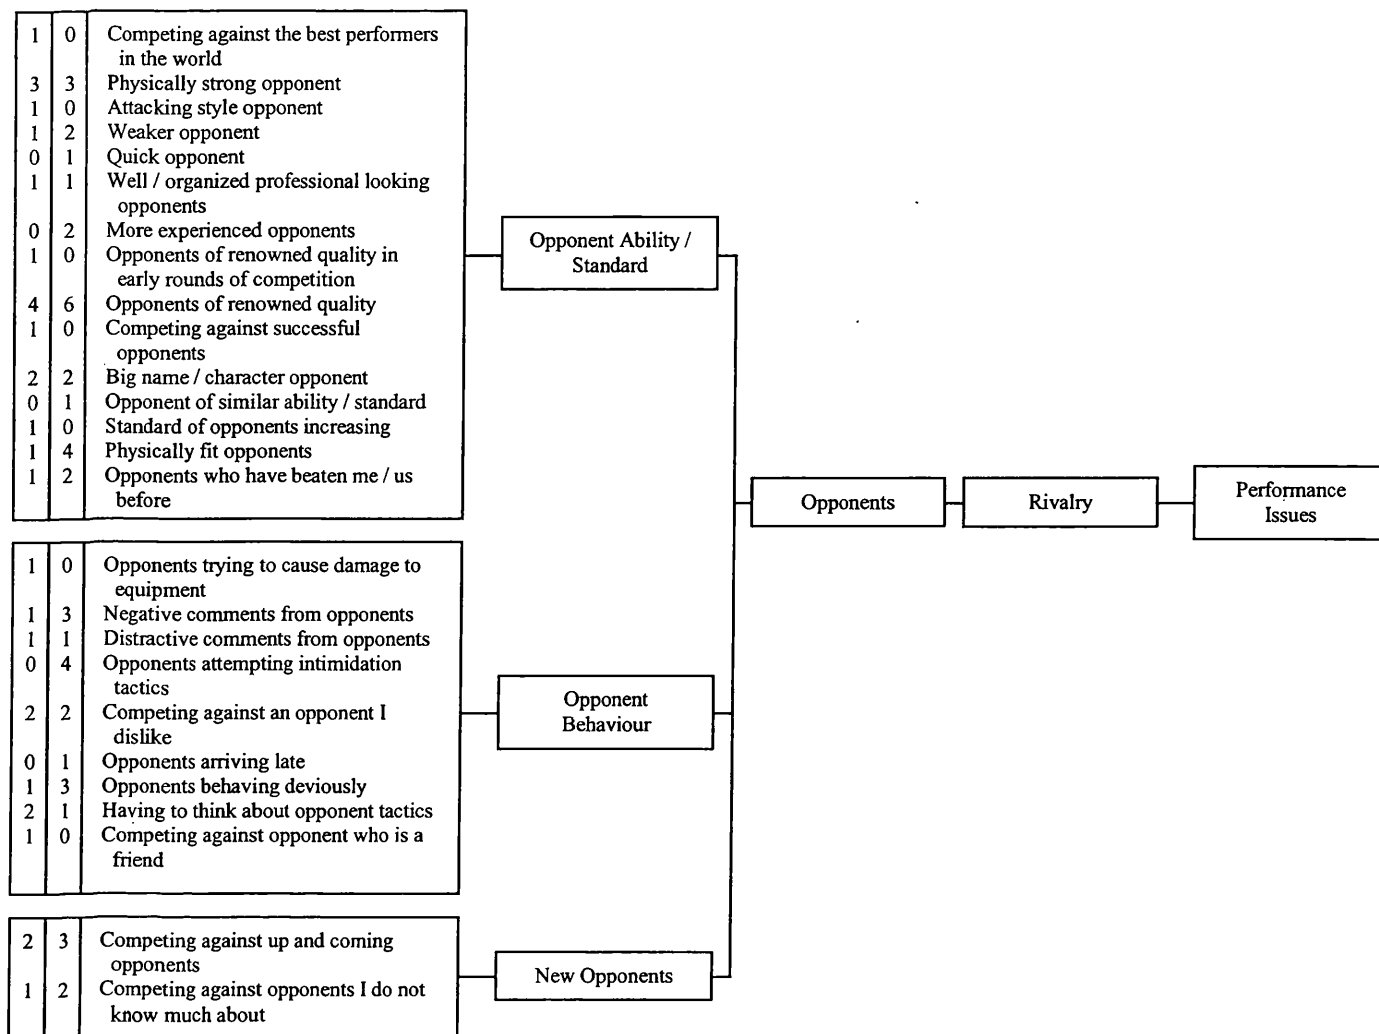 1 0 Competing against the best performers
in the world
3 3 Physically strong opponent
1 0 Attacking style opponent
1 2 Weaker opponent
0 1 Quick opponent
1 1 Well / organized professional looking
opponents
0 2 More experienced opponents
1 0 Opponents of renowned quality in
early rounds of competition
4 6 Opponents of renowned quality
1 0 Competing against successful
opponents
2 2 Big name / character opponent
0 1 Opponent of similar ability / standard
1 0 Standard of opponents increasing
1 4 Physically fit opponents
1 2 Opponents who have beaten me / us
before
Opponent Ability /
Standard
1 0 Opponents trying to cause damage to
equipment
1 3 Negative comments from opponents
1 1 Distractive comments from opponents
0 4 Opponents attempting intimidation
tactics
2 2 Competing against an opponent I
dislike
0 1 Opponents arriving late
1 3 Opponents behaving deviously
2 1 Having to think about opponent tactics
1 0 Competing against opponent who is a
friend
Opponent
Behaviour
2 3 Competing against up and coming
opponents
1 2 Competing against opponents I do not
know much about
New Opponents
Opponents
Rivalry
Performance
Issues